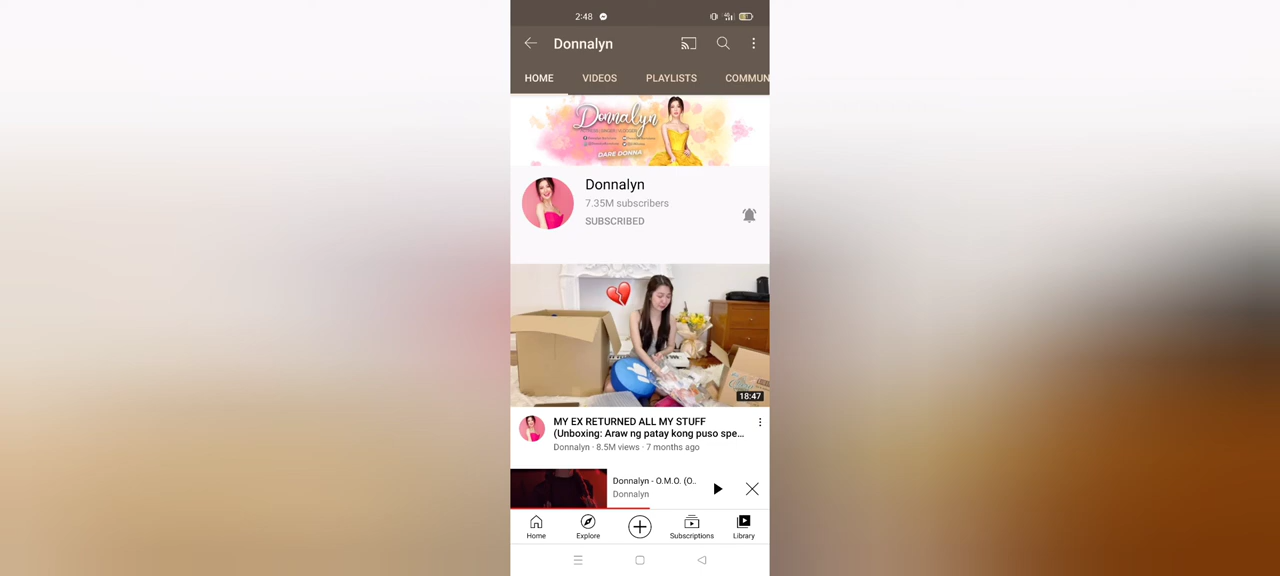 2:48
Donnalyn
HOME VIDEOS PLAYLISTS COMMUN
Donnalyn
DARE DONNA
Donnalyn
7.35M subscribers
SUBSCRIBED
18:47
MY EX RETURNED ALL MY STUFF
(Unboxing: Araw ng patay kong puso spe...
Donnalyn · 8.5M views · 7 months ago
Donnalyn - O.M.O. (O..
Donnalyn
Home Explore Subscriptions Library